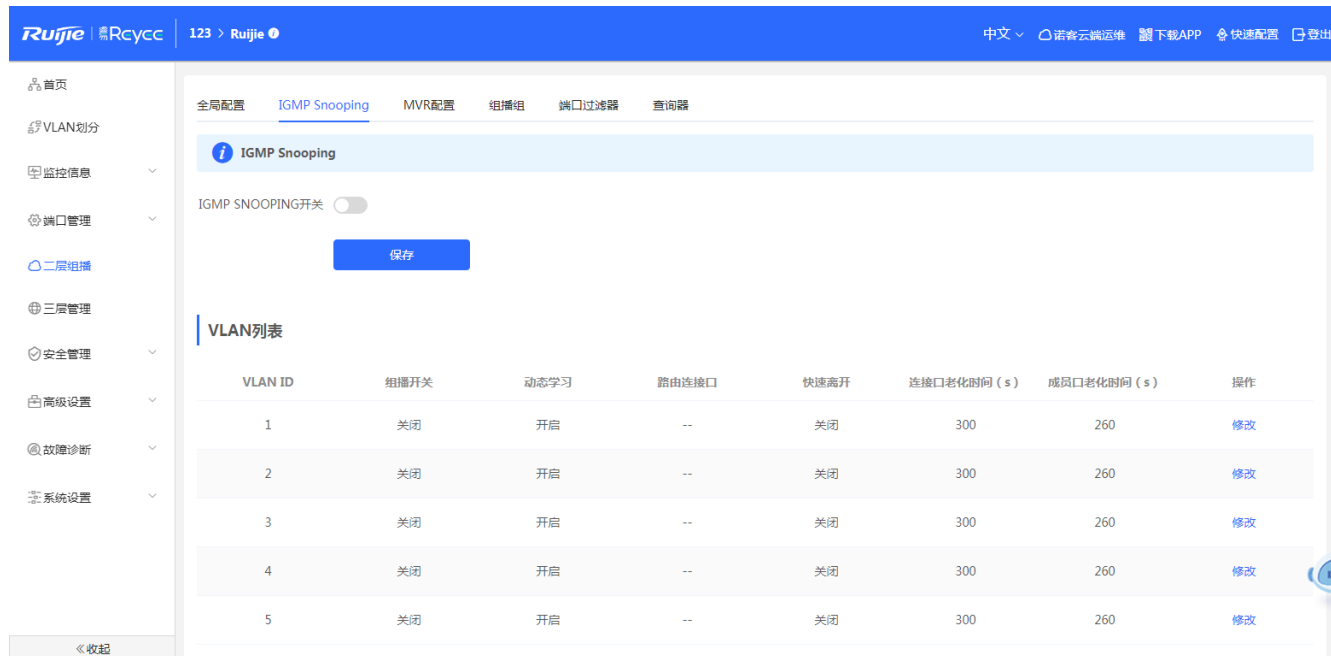 Ruijie | Reycc 123 > Ruijie 中文 诺客云端运维 下载APP 快速配置 登出
首页
VLAN划分
监控信息
端口管理
二层组播
三层管理
安全管理
高级设置
故障诊断
系统设置
《收起
全局配置 IGMP Snooping MVR配置 组播组 端口过滤器 查询器
IGMP Snooping
IGMP SNOOPING开关
保存
VLAN列表
VLAN ID 组播开关 动态学习 路由连接口 快速离开 连接口老化时间(s) 成员口老化时间(s) 操作
1 关闭 开启 -- 关闭 300 260 修改
2 关闭 开启 -- 关闭 300 260 修改
3 关闭 开启 -- 关闭 300 260 修改
4 关闭 开启 -- 关闭 300 260 修改
5 关闭 开启 -- 关闭 300 260 修改